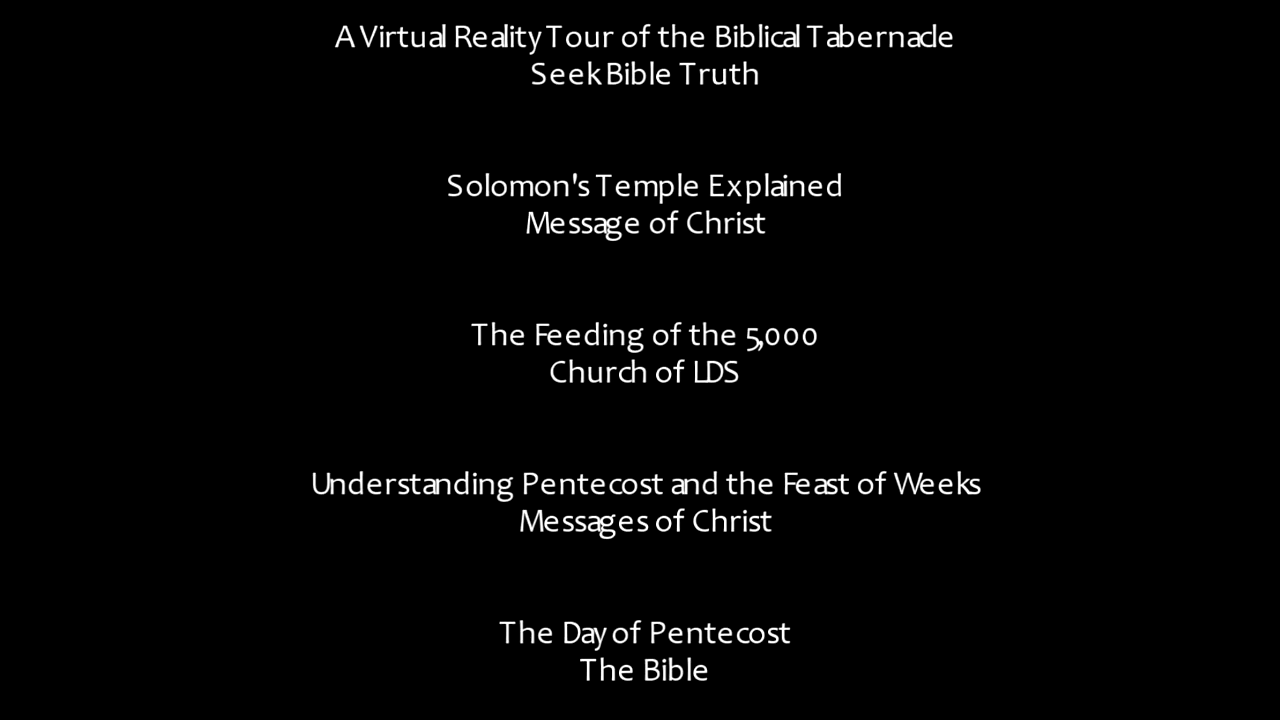 A Virtual Reality Tour of the Biblical Tabernacle
Seek Bible Truth
Solomon's Temple Explained
Message of Christ
The Feeding of the 5,000
Church of LDS
Understanding Pentecost and the Feast of Weeks
Messages of Christ
The Day of Pentecost
The Bible